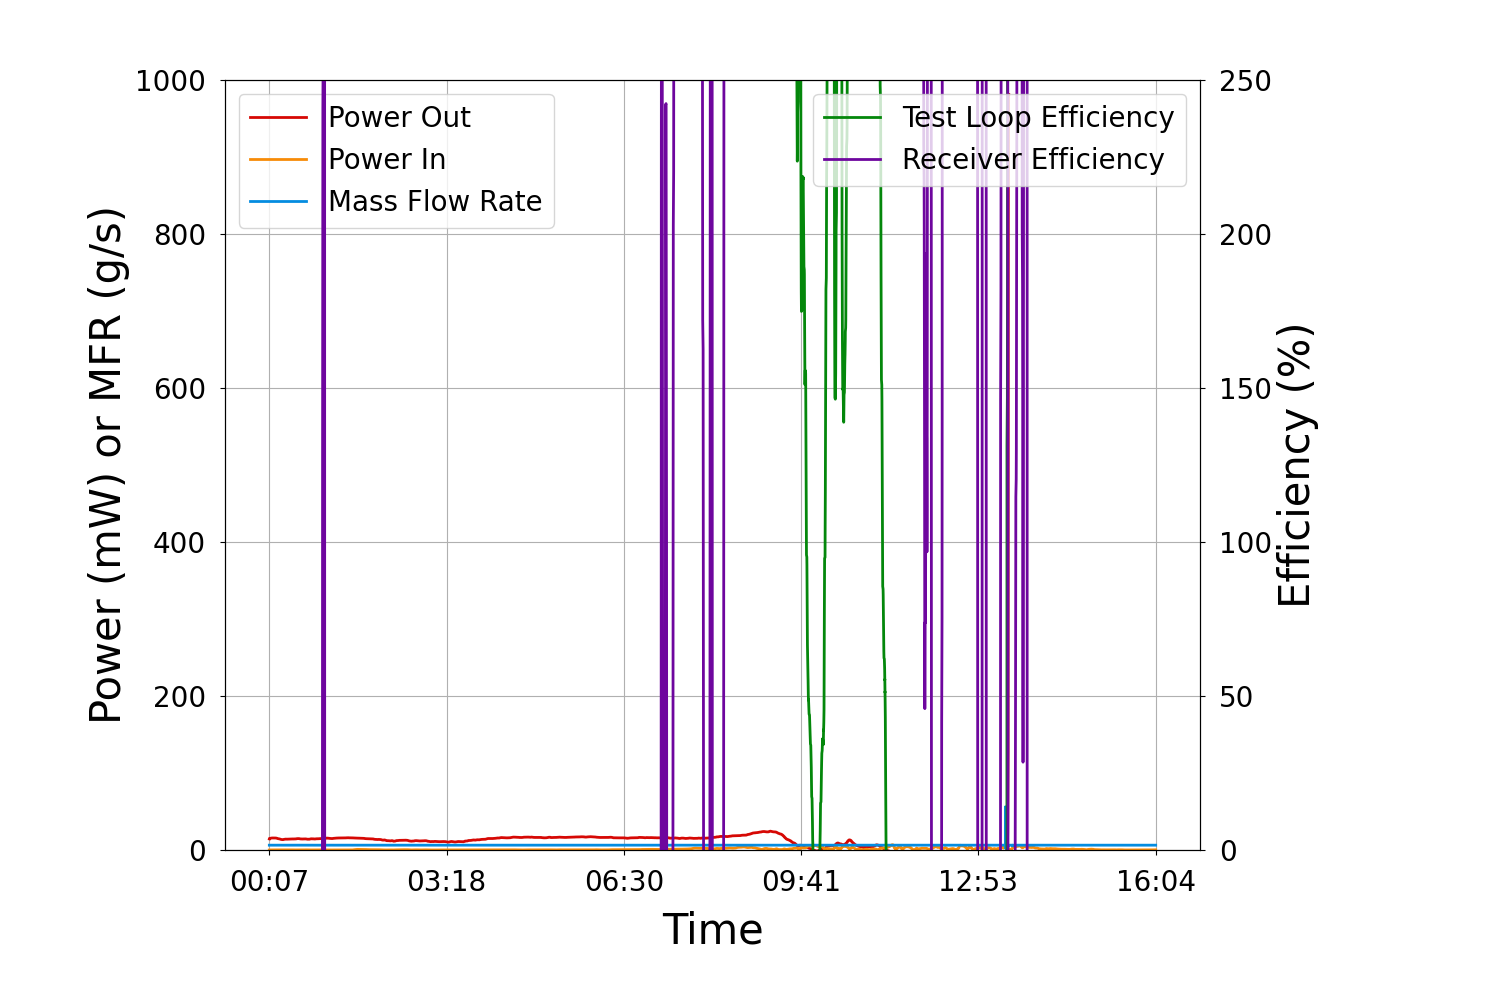 1000
800
600
400
200
0
Power (mW) or MFR (g/s)
Power Out
Power In
Mass Flow Rate
Test Loop Efficiency
Receiver Efficiency
250
200
150
100
50
0
Efficiency (%)
00:07 03:18 06:30 09:41 12:53 16:04
Time